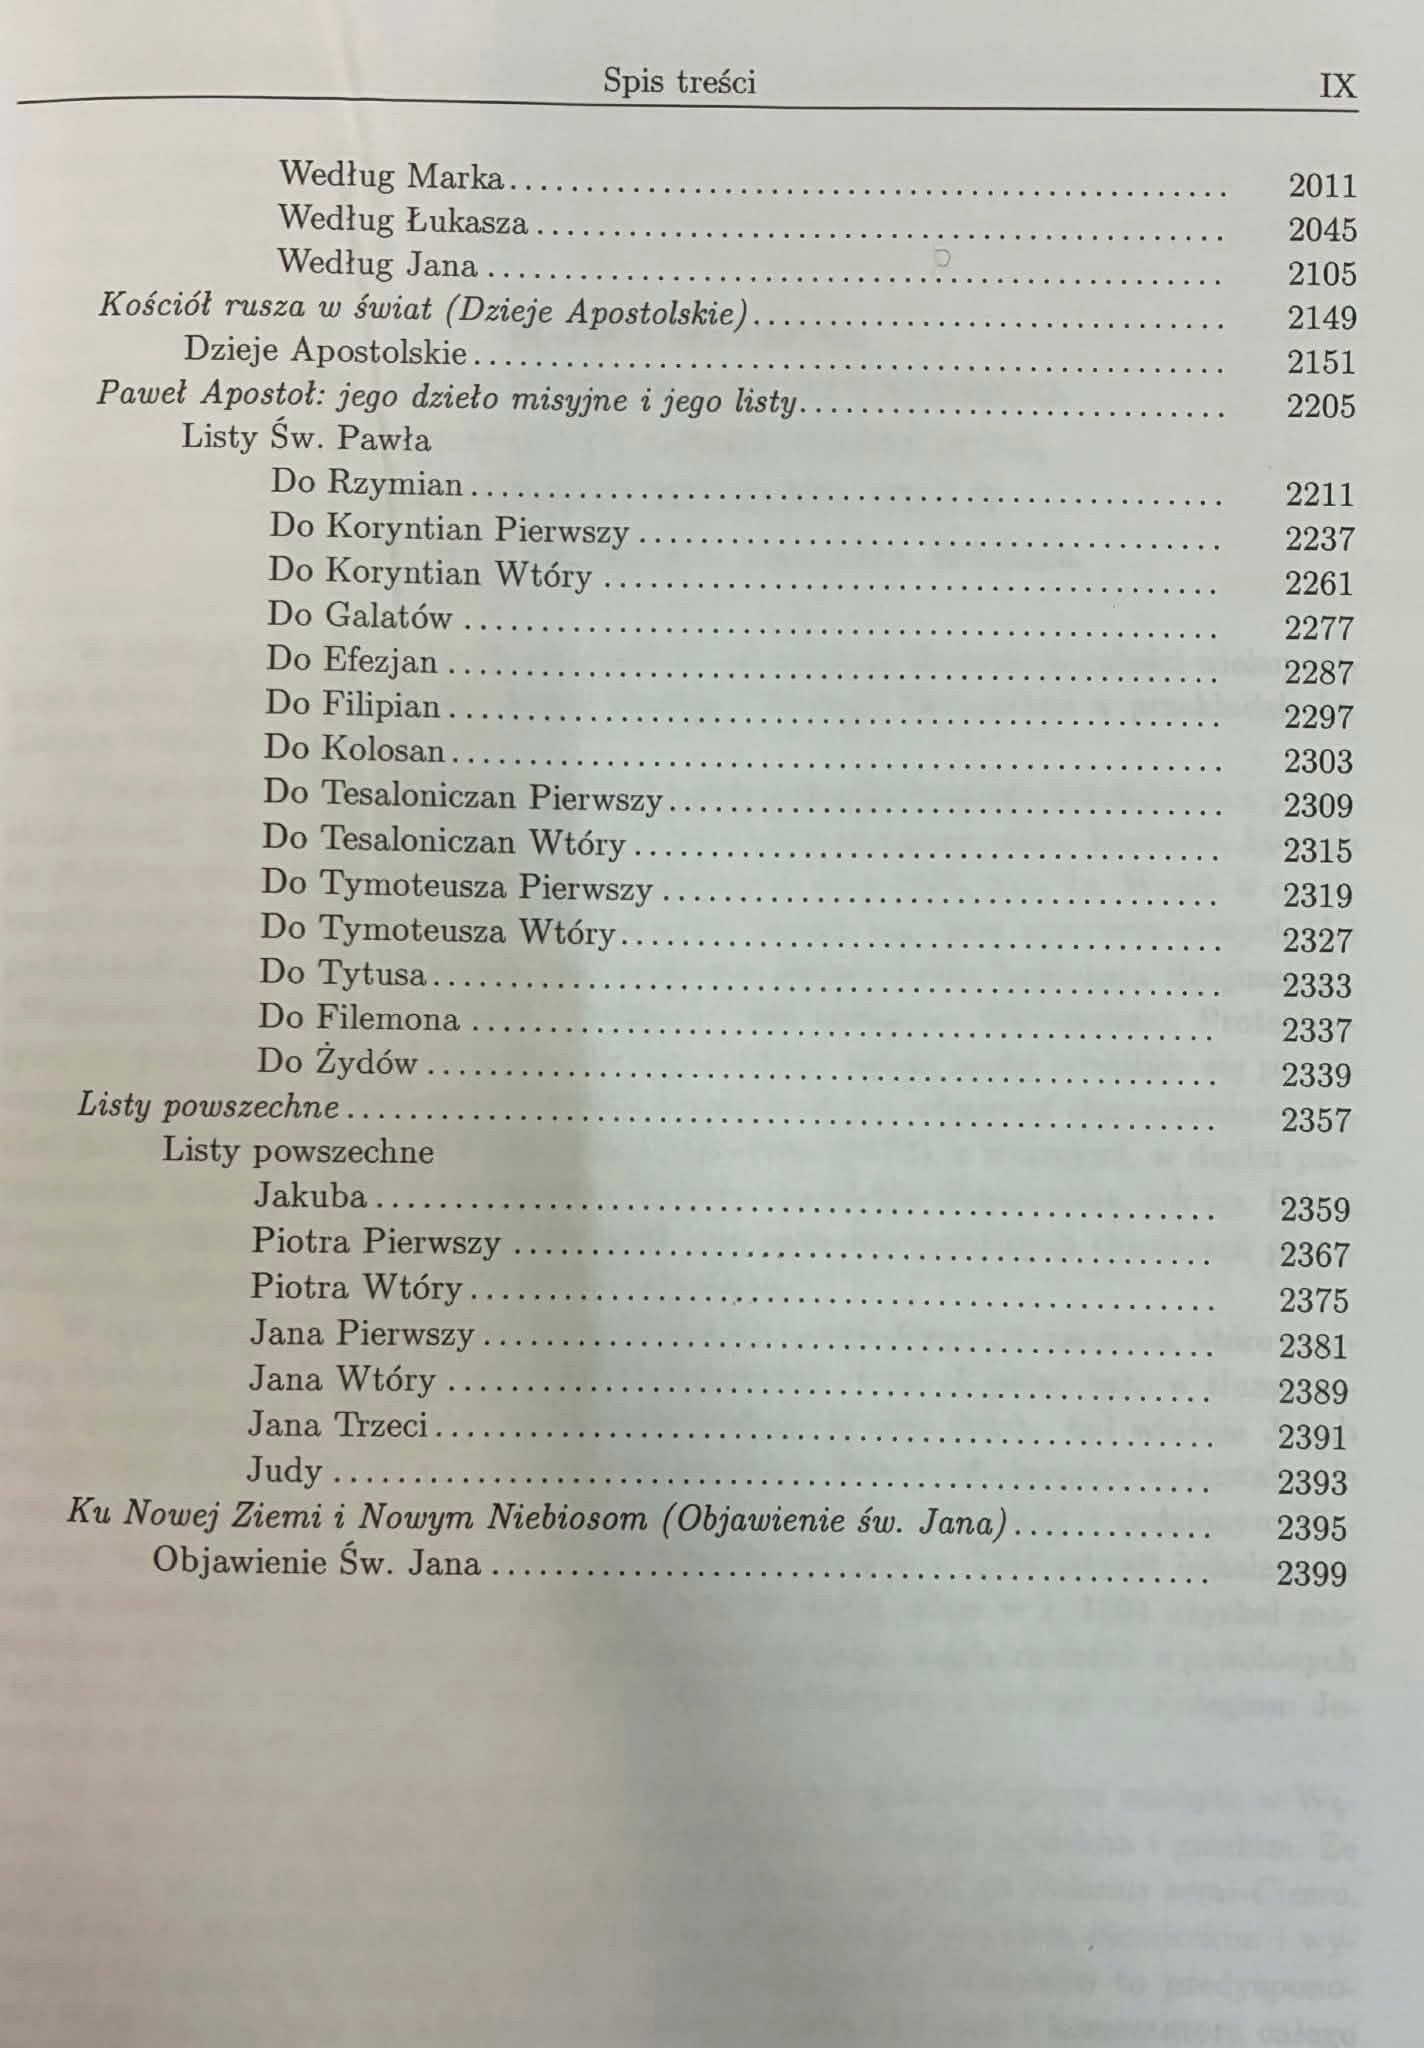 Spis treści IX
Według Marka........................................ 2011
Według Łukasza........................................ 2045
Według Jana........................................ 2105
Kościół rusza w świat (Dzieje Apostolskie)........................................ 2149
Dzieje Apostolskie........................................ 2151
Paweł Apostoł: jego dzieło misyjne i jego listy........................................ 2205
Listy Św. Pawła
Do Rzymian........................................ 2211
Do Koryntian Pierwszy........................................ 2237
Do Koryntian Wtóry........................................ 2261
Do Galatów........................................ 2277
Do Efezjan........................................ 2287
Do Filipian........................................ 2297
Do Kolosan........................................ 2303
Do Tesaloniczan Pierwszy........................................ 2309
Do Tesaloniczan Wtóry........................................ 2315
Do Tymoteusza Pierwszy........................................ 2319
Do Tymoteusza Wtóry........................................ 2327
Do Tytusa........................................ 2333
Do Filemona........................................ 2337
Do Żydów........................................ 2339
Listy powszechne........................................ 2357
Listy powszechne
Jakuba........................................ 2359
Piotra Pierwszy........................................ 2367
Piotra Wtóry........................................ 2375
Jana Pierwszy........................................ 2381
Jana Wtóry........................................ 2389
Jana Trzeci........................................ 2391
Judy........................................ 2393
Ku Nowej Ziemi i Nowym Niebiosom (Objawienie św. Jana)............. 2395
Objawienie Św. Jana........................................ 2399